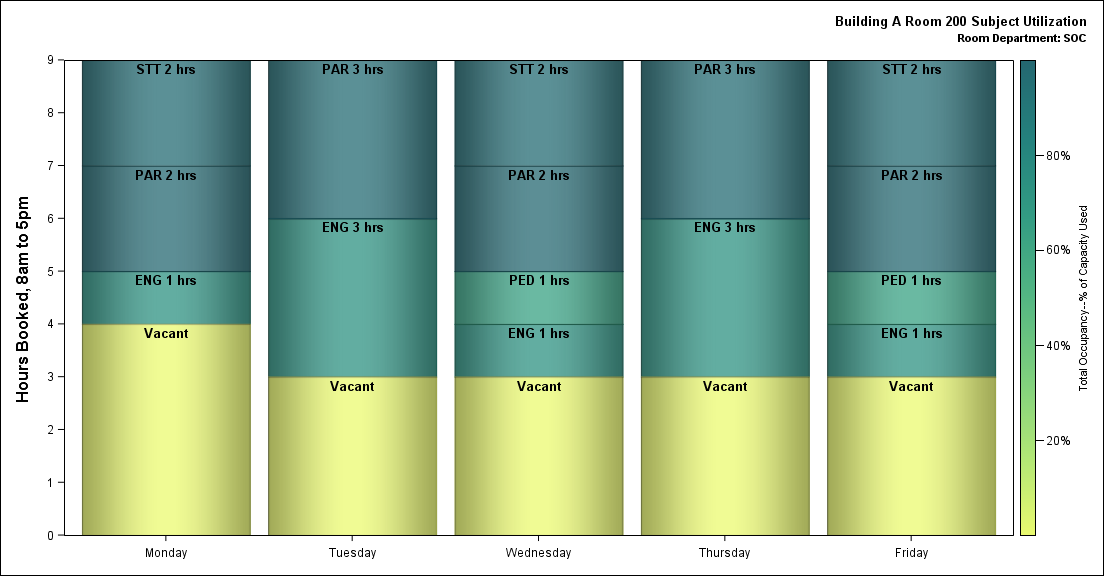 Building A Room 200 Subject Utilization
Room Department: SOC
Hours Booked, 8am to 5pm
9
8
7
6
5
4
3
2
1
0
STT 2 hrs
PAR 2 hrs
ENG 1 hrs
Vacant
Monday
PAR 3 hrs
ENG 3 hrs
Vacant
Tuesday
STT 2 hrs
PAR 2 hrs
PED 1 hrs
ENG 1 hrs
Vacant
Wednesday
PAR 3 hrs
ENG 3 hrs
Vacant
Thursday
STT 2 hrs
PAR 2 hrs
PED 1 hrs
ENG 1 hrs
Vacant
Friday
80%
60%
40%
20%
Total Occupancy--% of Capacity Used